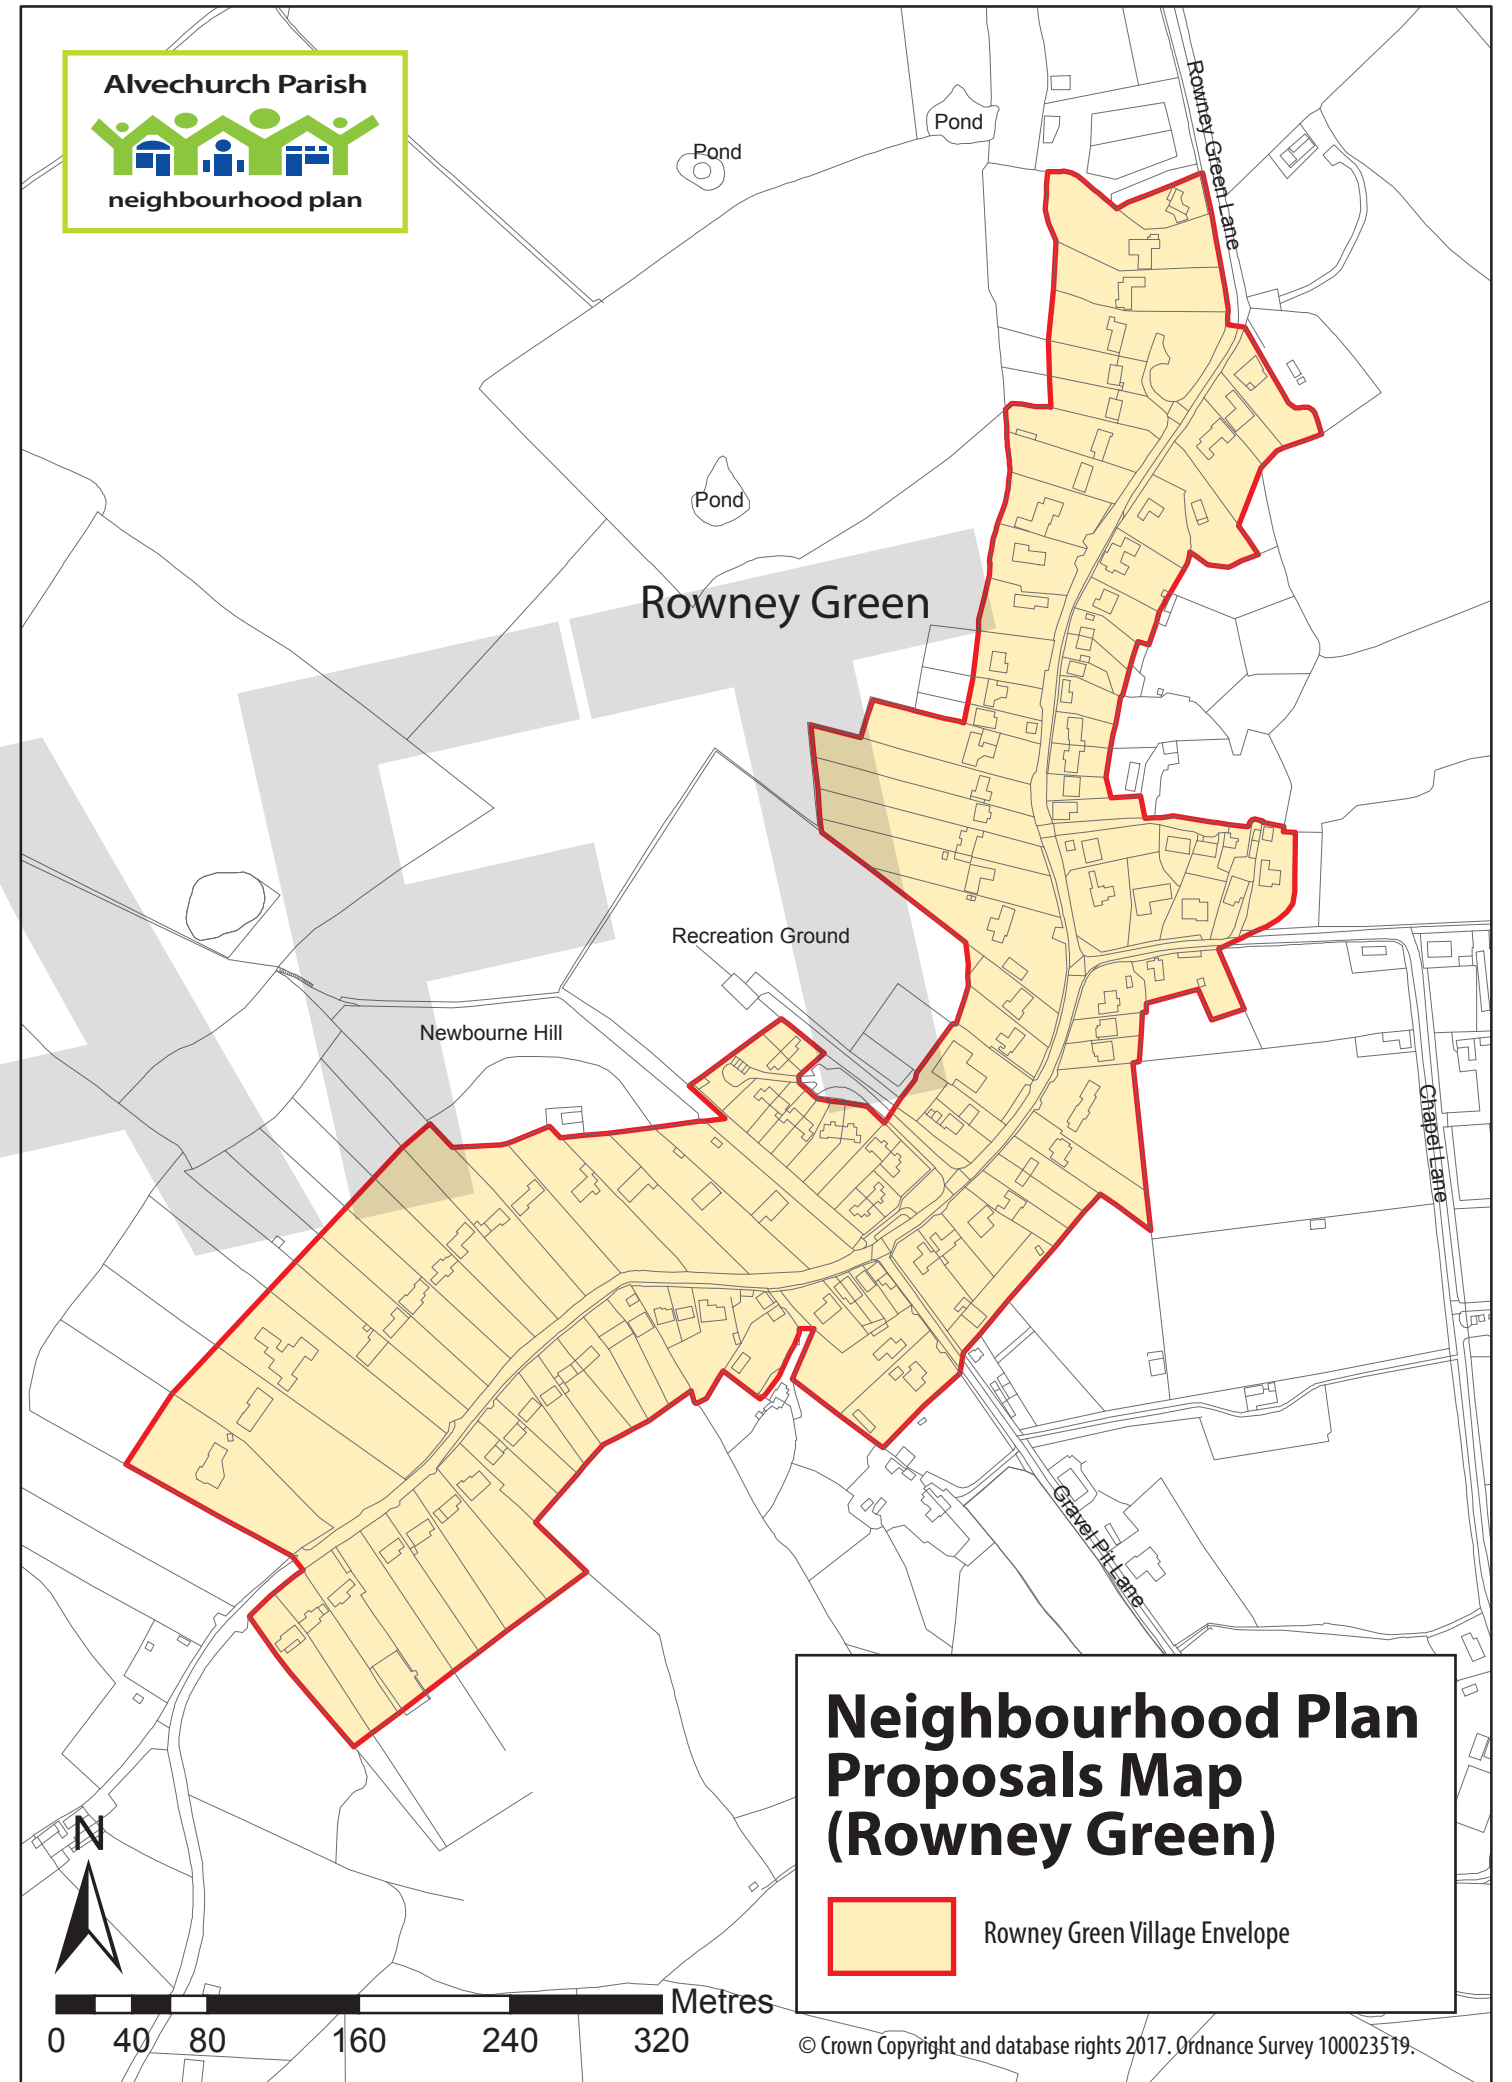 Alvechurch Parish
neighbourhood plan
Pond
Pond
Rowney Green Lane
Pond
Rowney Green
Recreation Ground
Newbourne Hill
Chapel Lane
Gravel Pit Lane
Neighbourhood Plan
Proposals Map
(Rowney Green)
Rowney Green Village Envelope
N
Metres
0 40 80 160 240 320
© Crown Copyright and database rights 2017. Ordnance Survey 100023519.
AFT